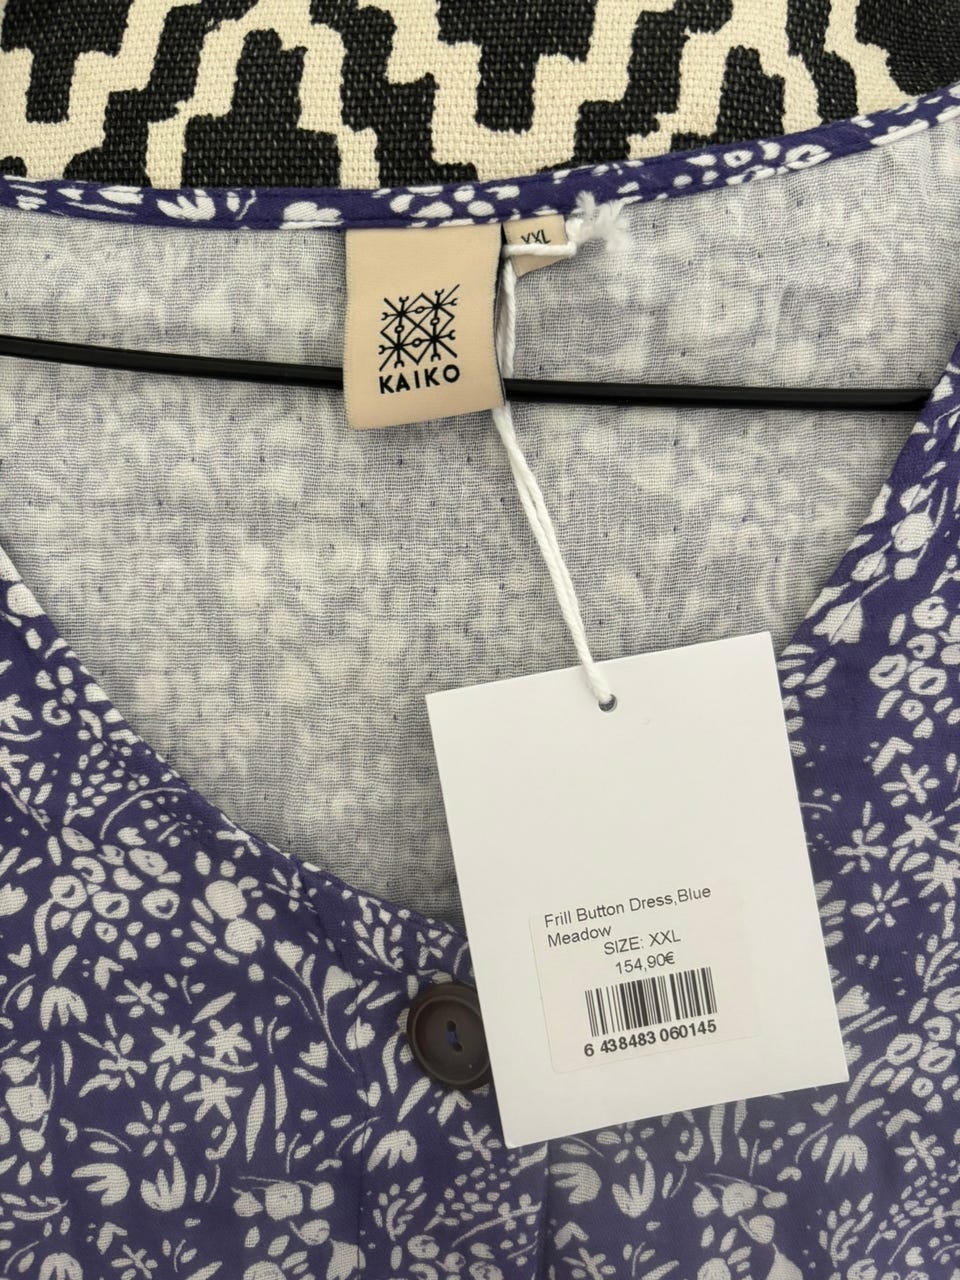 XXL
KAIKO
Frill Button Dress,Blue
Meadow
SIZE: XXL
154,90€
6 438483 060145